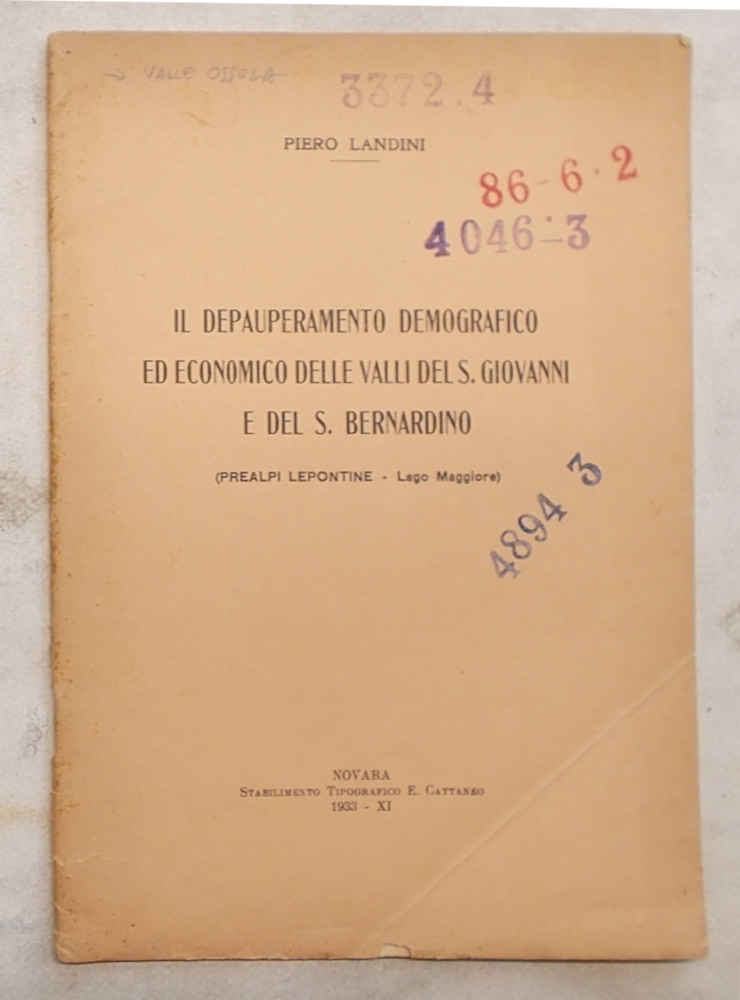 → VALLE OSSOLA
3372.4
PIERO LANDINI
86-6.2
4046-3
IL DEPAUPERAMENTO DEMOGRAFICO
ED ECONOMICO DELLE VALLI DEL S. GIOVANNI
E DEL S. BERNARDINO
(PREALPI LEPONTINE - Lago Maggiore)
4894 3
NOVARA
STABILIMENTO TIPOGRAFICO E. CATTANEO
1933 - XI